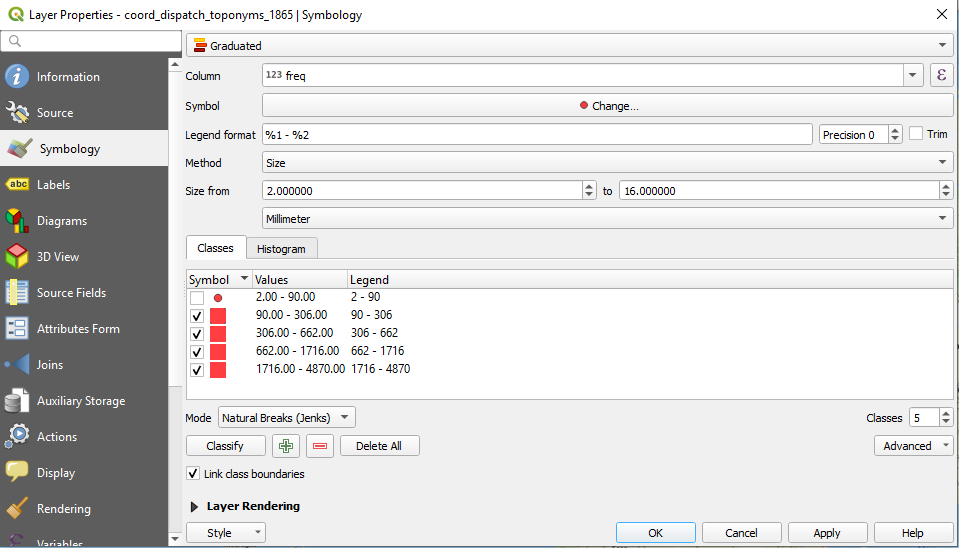 Layer Properties - coord_dispatch_toponyms_1865 | Symbology
Information
Source
Symbology
Labels
Diagrams
3D View
Source Fields
Attributes Form
Joins
Auxiliary Storage
Actions
Display
Rendering
Variables
Graduated
Column 123 freq ε
Symbol Change...
Legend format %1 - %2 Precision 0 Trim
Method Size
Size from 2.000000 to 16.000000
Millimeter
Classes Histogram
Symbol Values Legend
2.00 - 90.00 2 - 90
90.00 - 306.00 90 - 306
306.00 - 662.00 306 - 662
662.00 - 1716.00 662 - 1716
1716.00 - 4870.00 1716 - 4870
Mode Natural Breaks (Jenks) Classes 5
Classify Delete All Advanced
Link class boundaries
Layer Rendering
Style OK Cancel Apply Help
abc